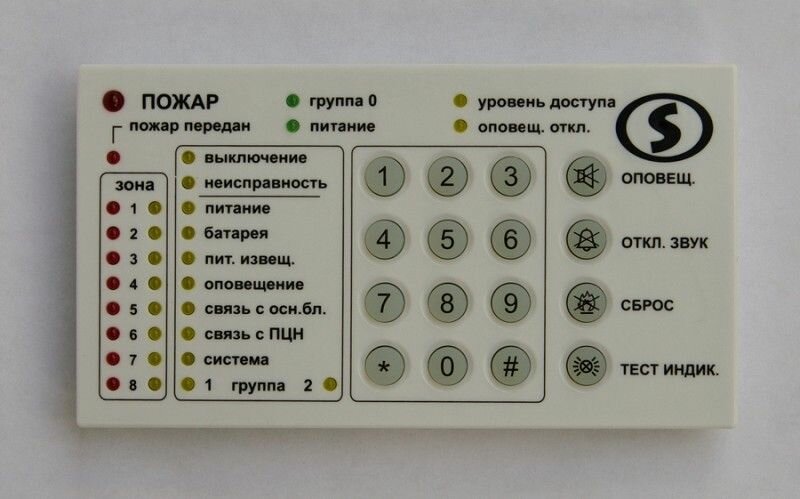 ПОЖАР
группа 0
уровень доступа
пожар передан
питание
оповещ. откл.
S
зона
1
2
3
4
5
6
7
8
выключение
неисправность
питание
батарея
пит. извещ.
оповещение
связь с осн.бл.
связь с ПЦН
система
1 группа 2
1 2 3
4 5 6
7 8 9
* 0 #
ОПОВЕЩ.
ОТКЛ. ЗВУК
СБРОС
ТЕСТ ИНДИК.